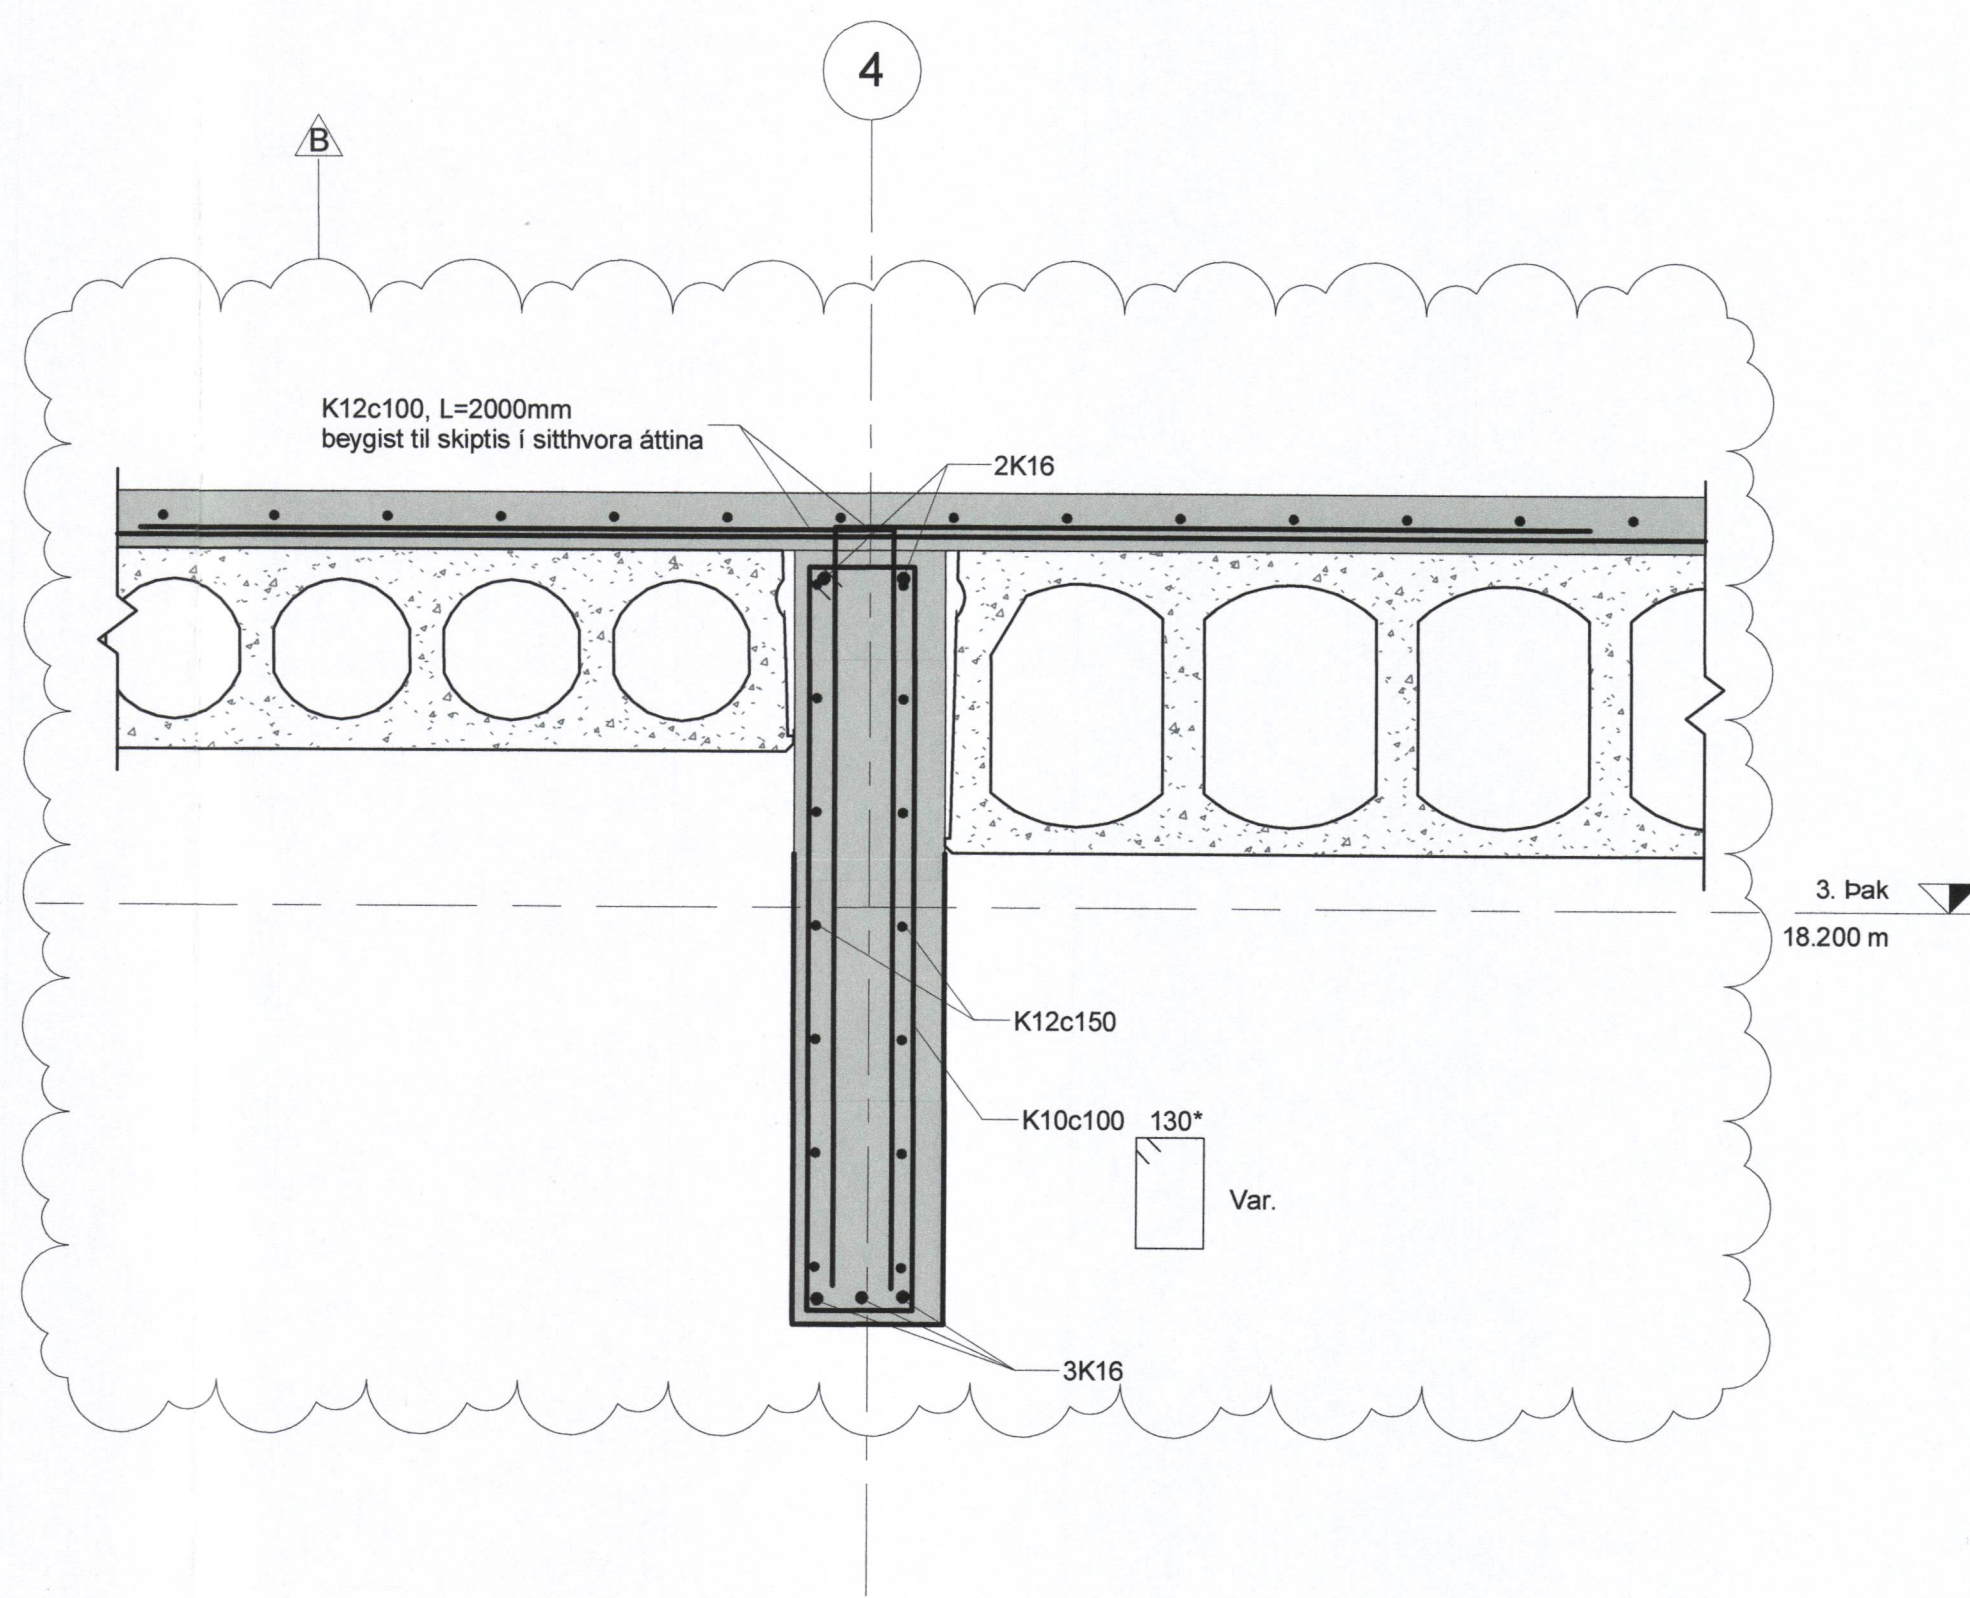 4
B
K12c100, L=2000mm
beygist til skiptis í sitthvora áttina
2K16
3. Þak
18.200 m
K12c150
K10c100 130*
Var.
3K16